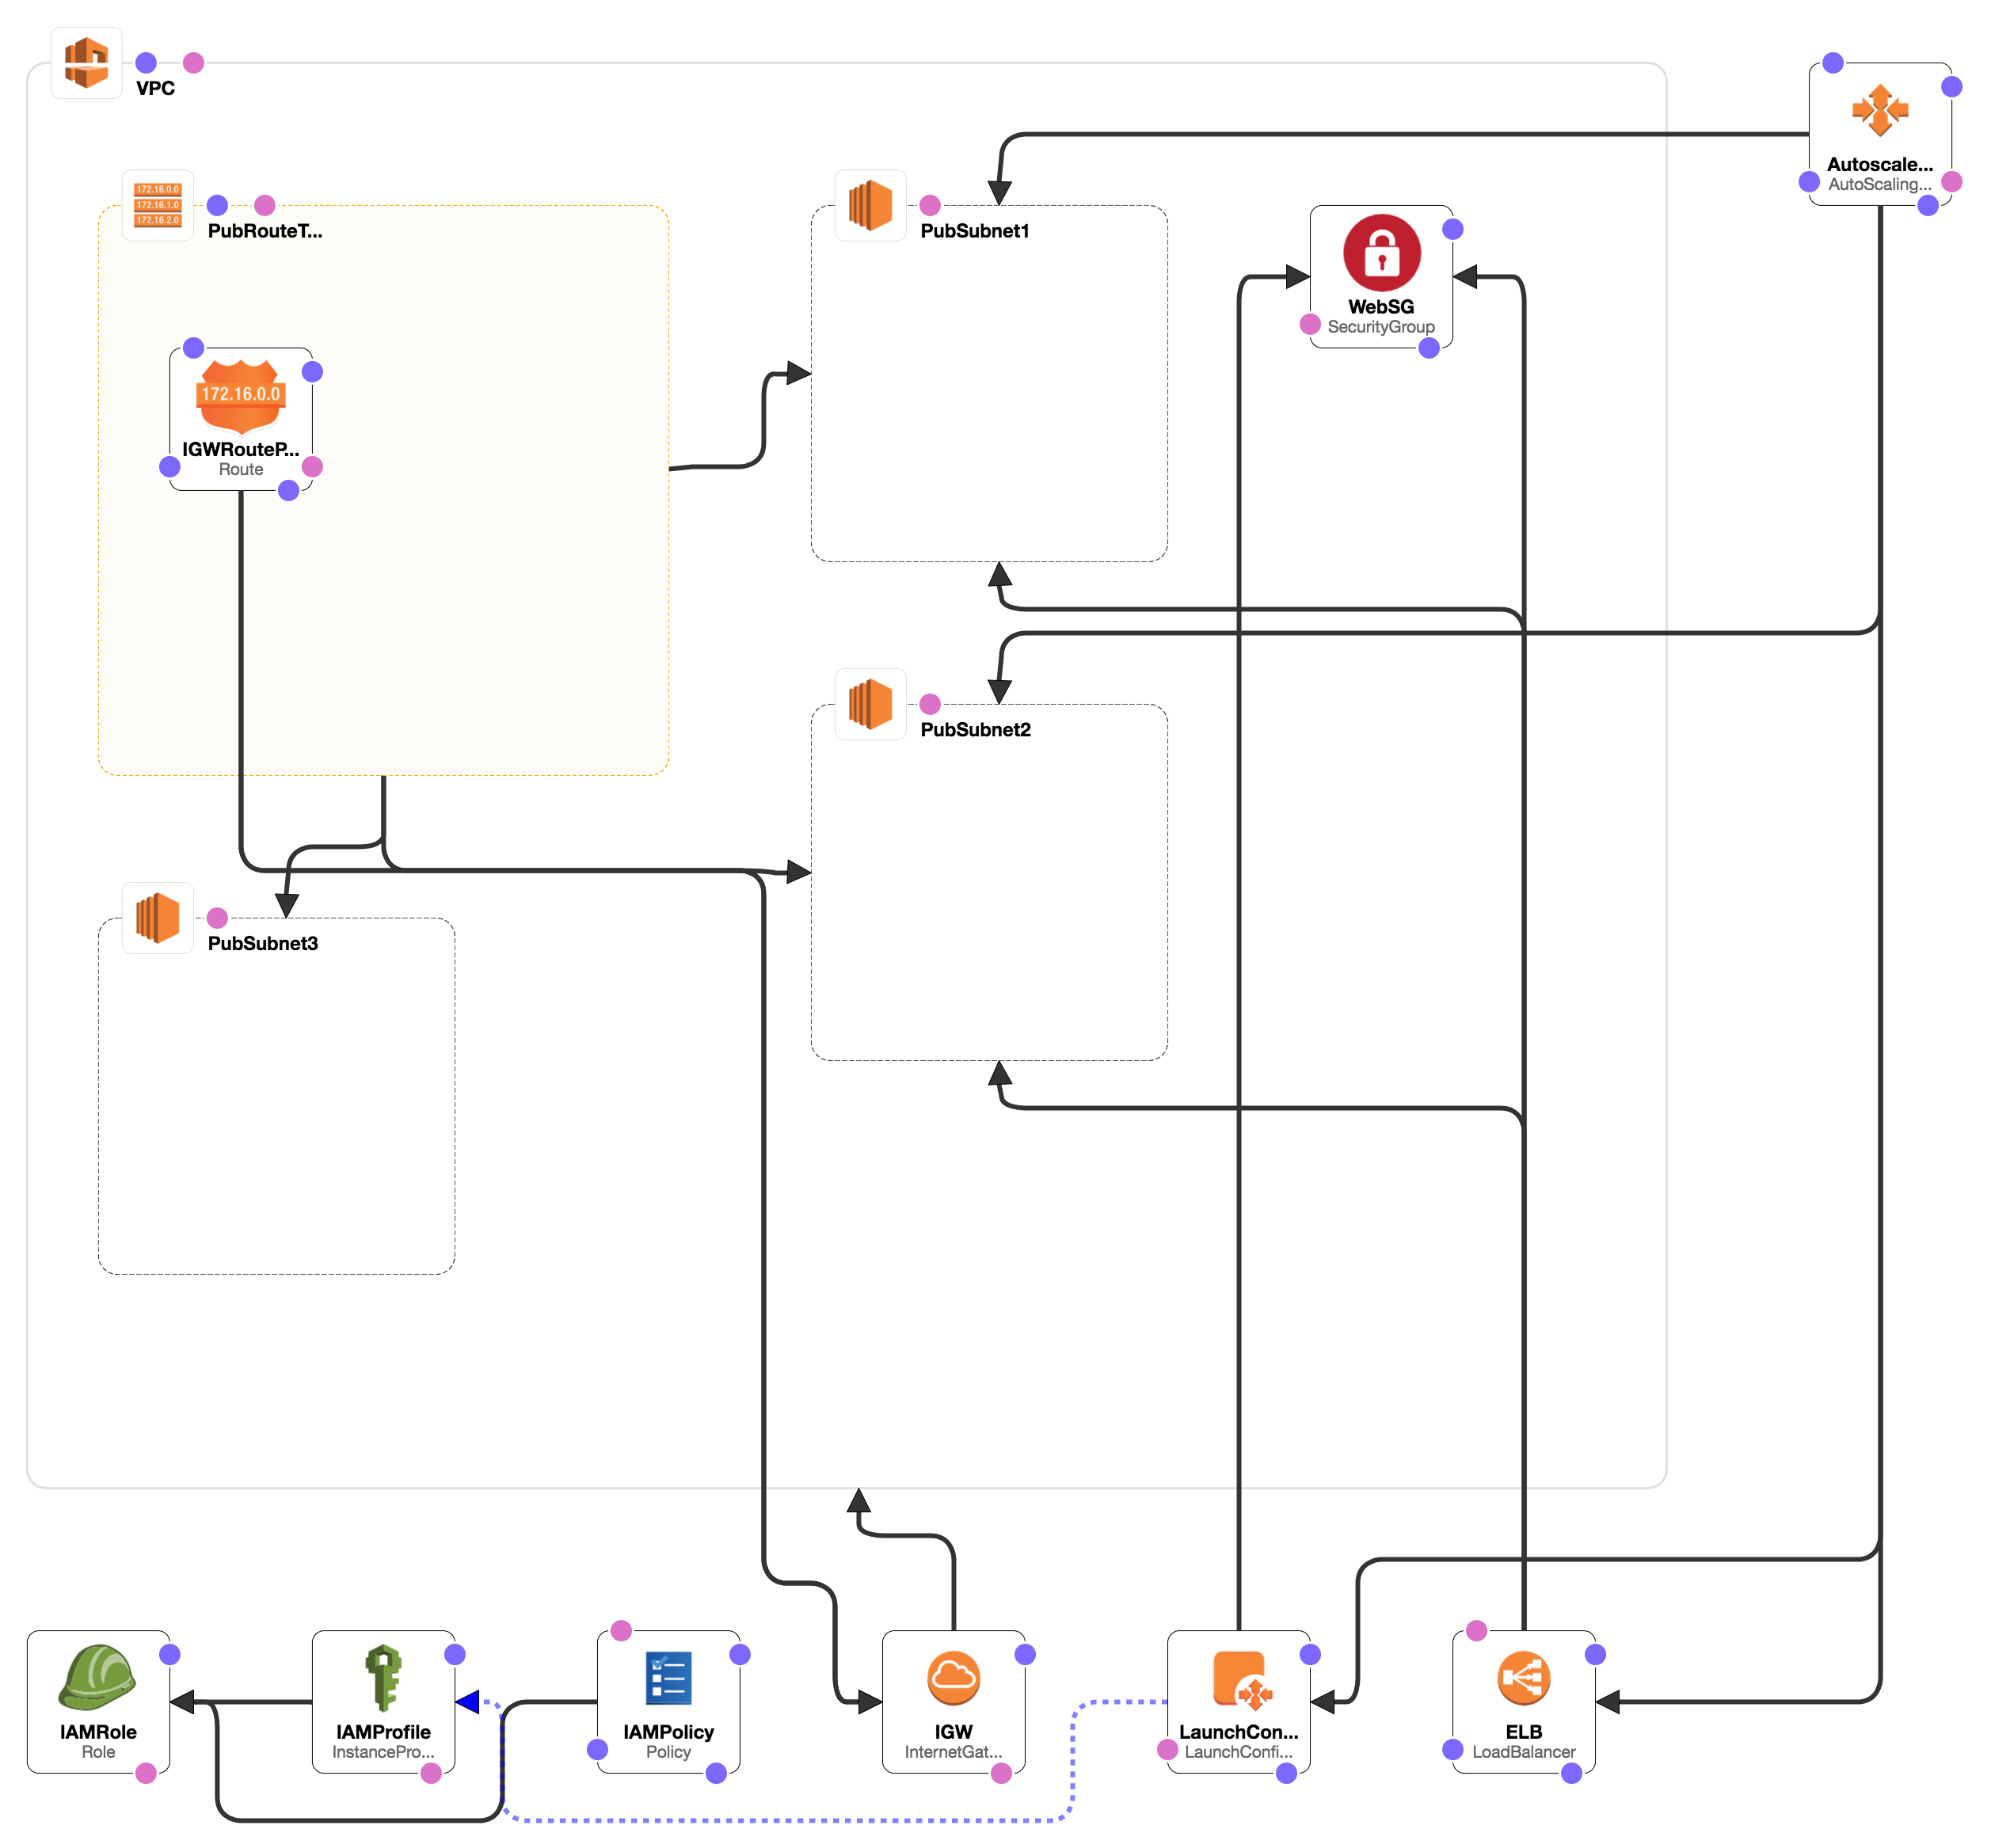 VPC
Autoscale...
AutoScaling...
172.16.0.0
172.16.1.0
172.16.2.0
PubRouteT...
PubSubnet1
WebSG
SecurityGroup
172.16.0.0
IGWRouteP...
Route
PubSubnet2
PubSubnet3
IAMRole
Role
IAMProfile
InstancePro...
IAMPolicy
Policy
IGW
InternetGat...
LaunchCon...
LaunchConfi...
ELB
LoadBalancer